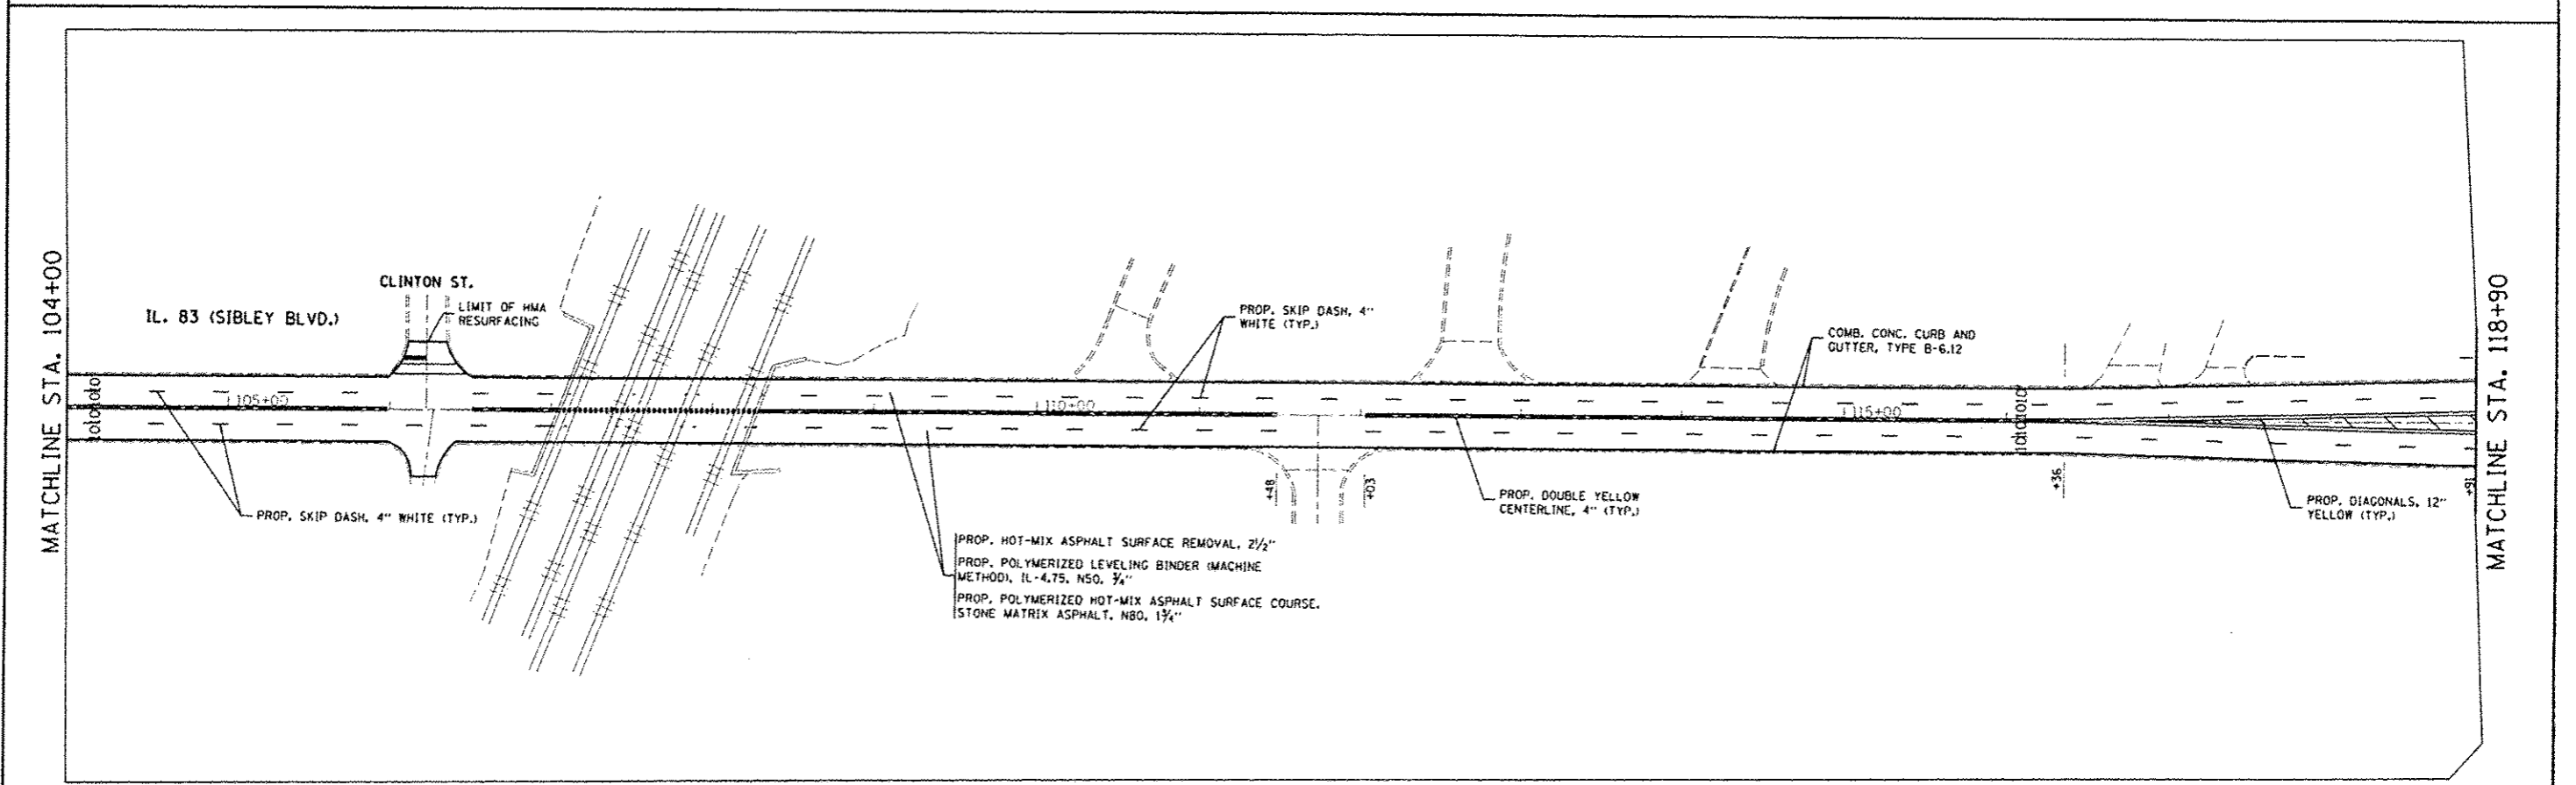 MATCHLINE STA. 104+00
IL. 83 (SIBLEY BLVD.)
CLINTON ST.
LIMIT OF HMA
RESURFACING
PROP. SKIP DASH, 4" WHITE (TYP.)
10101010
105+00
PROP. SKIP DASH, 4"
WHITE (TYP.)
110+00
PROP. HOT-MIX ASPHALT SURFACE REMOVAL, 2½"
PROP. POLYMERIZED LEVELING BINDER (MACHINE
METHOD), IL-4.75, N50, ¾"
PROP. POLYMERIZED HOT-MIX ASPHALT SURFACE COURSE,
STONE MATRIX ASPHALT, N80, 1¾"
+48
+03
PROP. DOUBLE YELLOW
CENTERLINE, 4" (TYP.)
COMB. CONC. CURB AND
GUTTER, TYPE B-6.12
115+00
10101010
+36
PROP. DIAGONALS, 12"
YELLOW (TYP.)
+91
MATCHLINE STA. 118+90